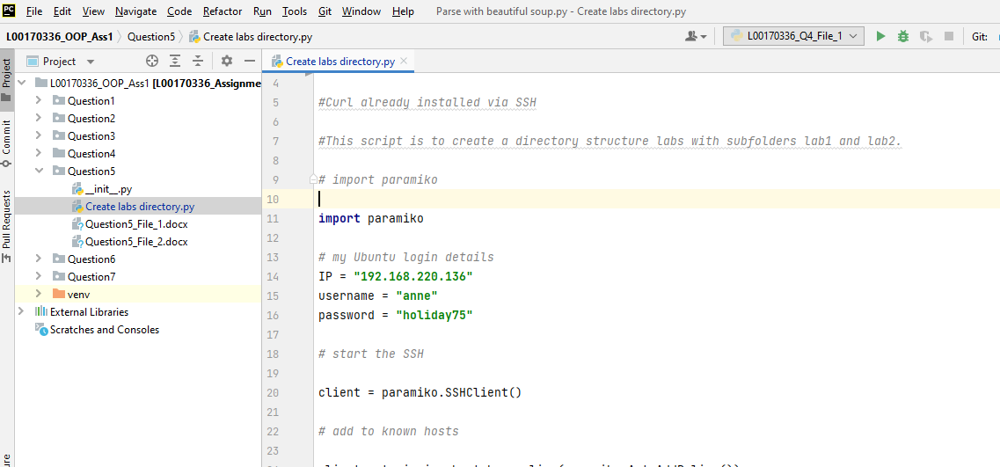 PC File Edit View Navigate Code Refactor Run Tools Git Window Help Parse with beautiful soup.py - Create labs directory.py
L00170336_OOP_Ass1 Question5 Create labs directory.py L00170336_Q4_File_1 Git:
Project
Commit
Pull Requests
Project
L00170336_OOP_Ass1 [L00170336_Assignme
Question1
Question2
Question3
Question4
Question5
__init__.py
Create labs directory.py
Question5_File_1.docx
Question5_File_2.docx
Question6
Question7
venv
External Libraries
Scratches and Consoles
Create labs directory.py
4
5 #Curl already installed via SSH
6
7 #This script is to create a directory structure labs with subfolders lab1 and lab2.
8
9 # import paramiko
10
11 import paramiko
12
13 # my Ubuntu login details
14 IP = "192.168.220.136"
15 username = "anne"
16 password = "holiday75"
17
18 # start the SSH
19
20 client = paramiko.SSHClient()
21
22 # add to known hosts
23